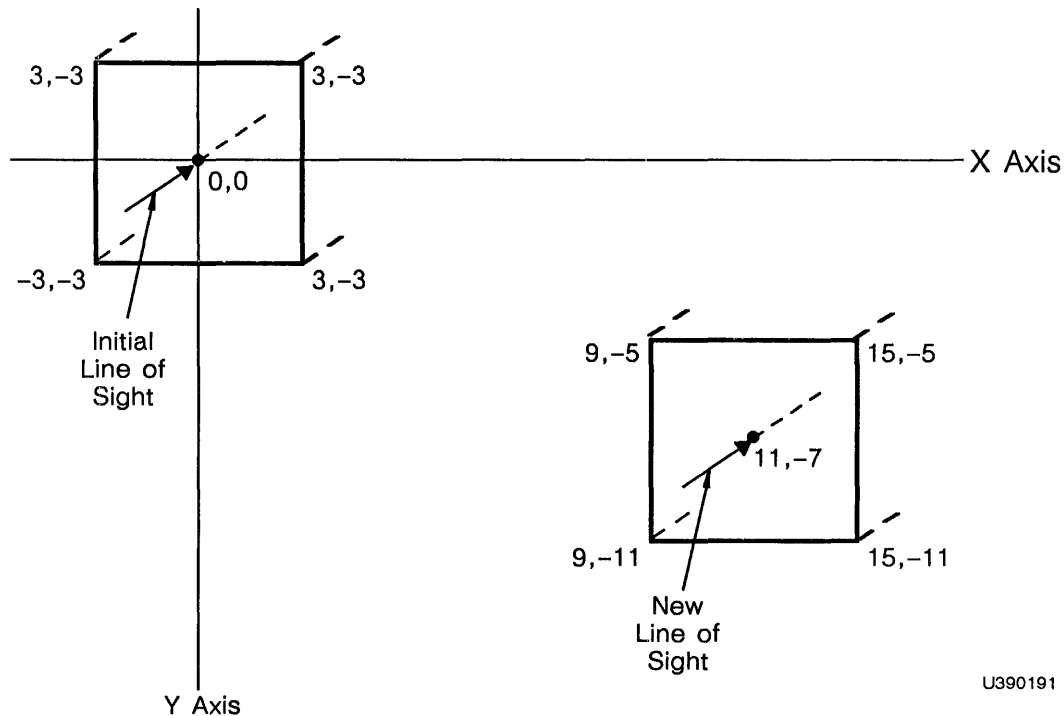 3,-3
3,-3
X Axis
0,0
-3,-3
3,-3
Initial
Line of
Sight
9,-5
15,-5
11,-7
9,-11
15,-11
New
Line of
Sight
U390191
Y Axis